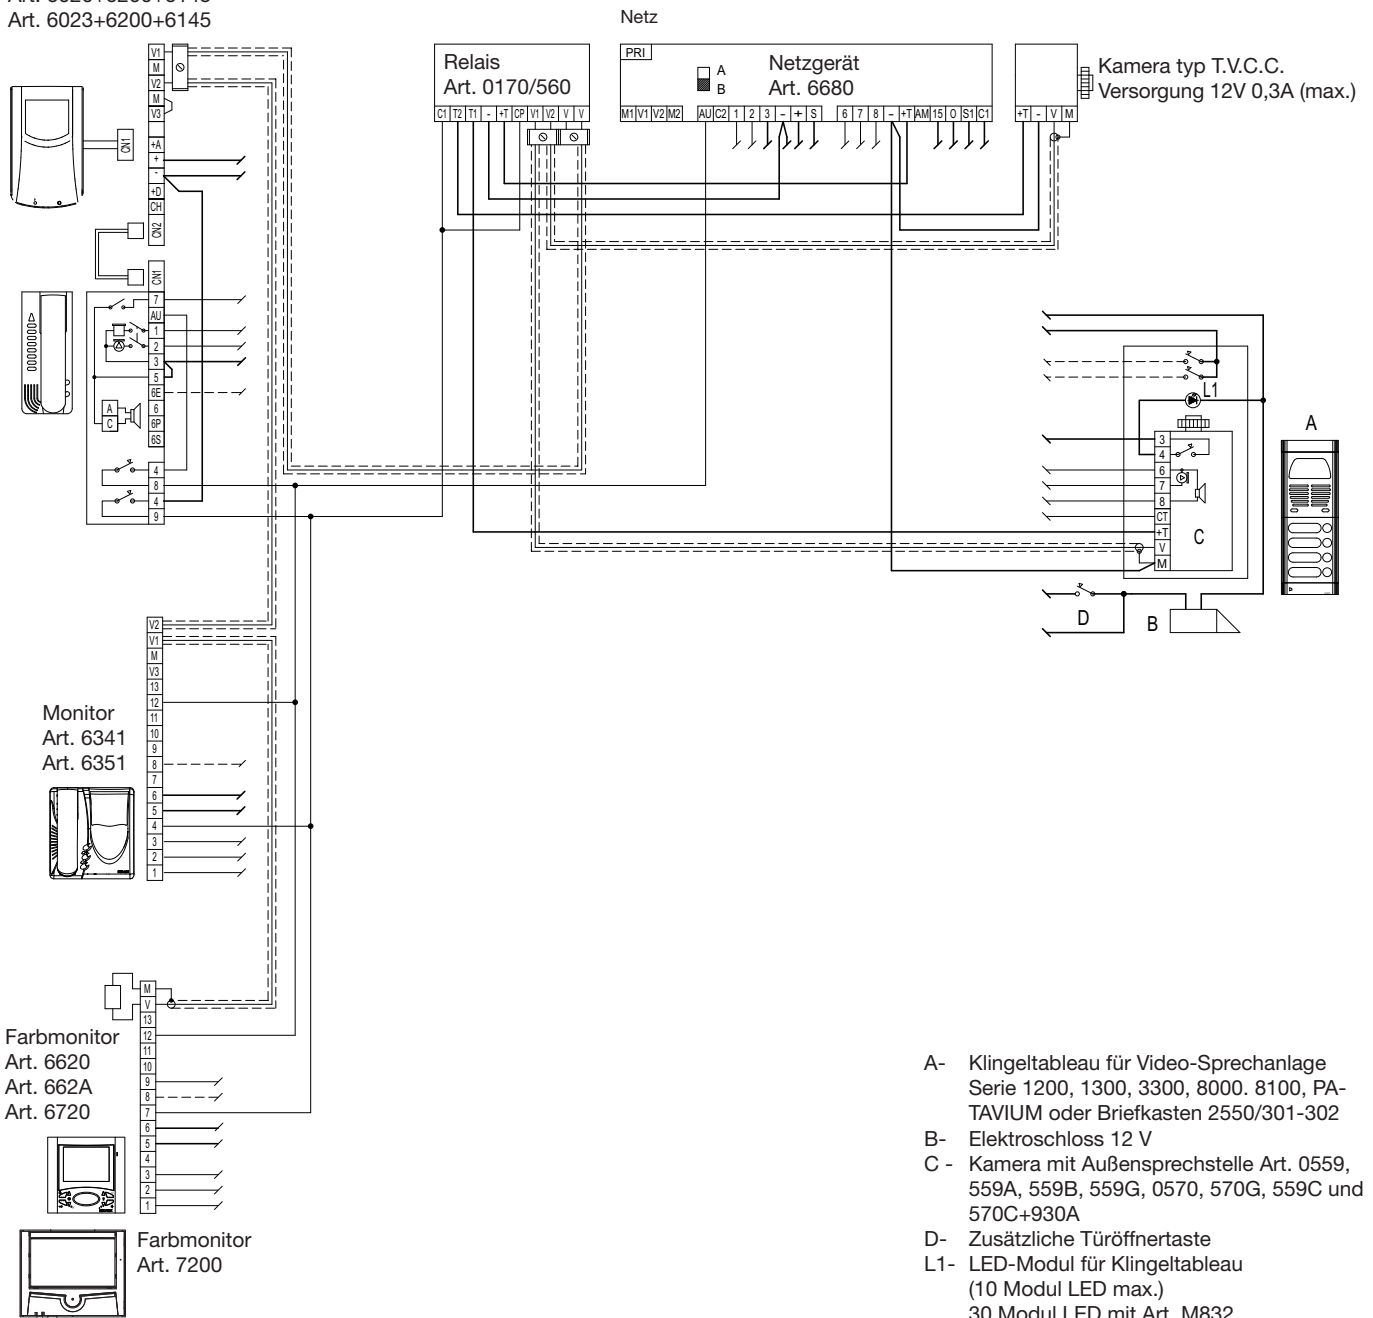 Art. 6023+6200+6145
Netz
V1
M
V2
M
V3
+A
+
-
+D
CH
CN2
CN1
CN1
7
AU
1
2
3
5
6E
6
6P
6S
4
8
4
9
A
C
Relais
Art. 0170/560
C1 T2 T1 - +T CP V1 V2 V V
PRI
A
B
Netzgerät
Art. 6680
M1 V1 V2 M2 AU C2 1 2 3 - + S 6 7 8 - +T AM 15 0 S1 C1
+T - V M
Kamera typ T.V.C.C.
Versorgung 12V 0,3A (max.)
L1
3
4
6
7
8
CT
+T
V
M
C
A
D
B
V2
V1
M
V3
13
12
11
10
9
8
7
6
5
4
3
2
1
Monitor
Art. 6341
Art. 6351
M
V
13
12
11
10
9
8
7
6
5
4
3
2
1
Farbmonitor
Art. 6620
Art. 662A
Art. 6720
Farbmonitor
Art. 7200
A- Klingeltableau für Video-Sprechanlage
Serie 1200, 1300, 3300, 8000. 8100, PA-
TAVIUM oder Briefkasten 2550/301-302
B- Elektroschloss 12 V
C - Kamera mit Außensprechstelle Art. 0559,
559A, 559B, 559G, 0570, 570G, 559C und
570C+930A
D- Zusätzliche Türöffnertaste
L1- LED-Modul für Klingeltableau
(10 Modul LED max.)
30 Modul LED mit Art. M832